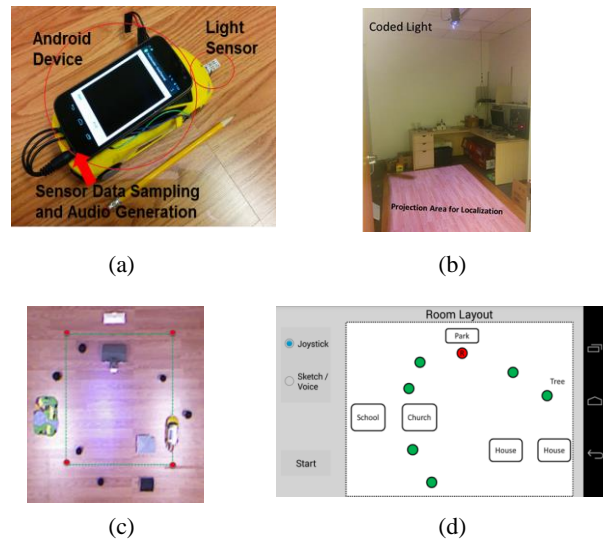 Android
Device
Light
Sensor
Sensor Data Sampling
and Audio Generation
(a)
Coded Light
Projection Area for Localization
(b)
(c)
Room Layout
Joystick
Sketch /
Voice
Start
Park
Tree
School
Church
House
House
(d)